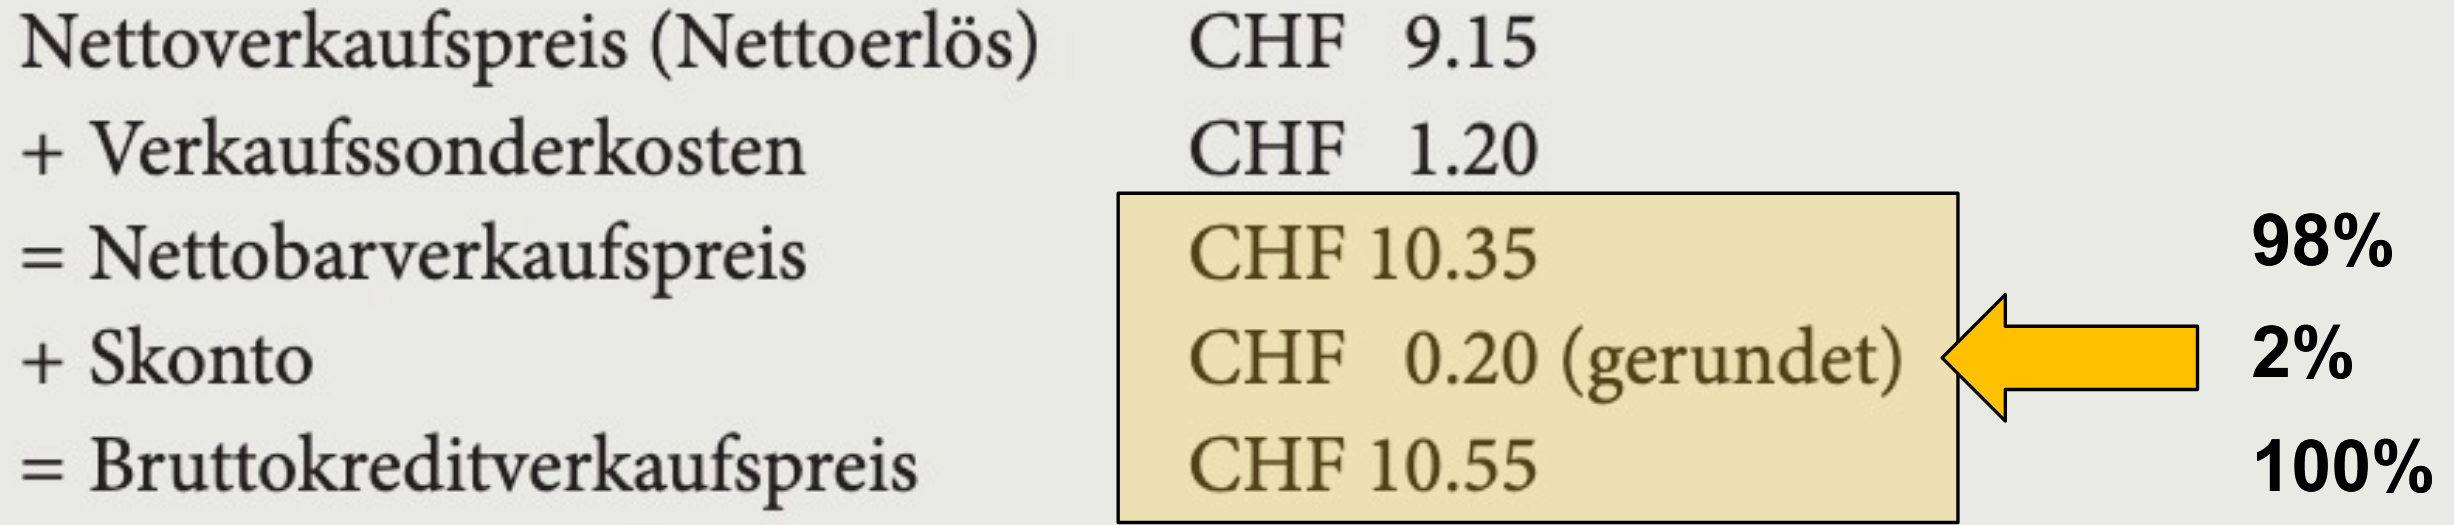 Nettoverkaufspreis (Nettoerlös) CHF 9.15
+ Verkaufssonderkosten CHF 1.20
= Nettobarverkaufspreis CHF 10.35 98%
+ Skonto CHF 0.20 (gerundet) 2%
= Bruttokreditverkaufspreis CHF 10.55 100%